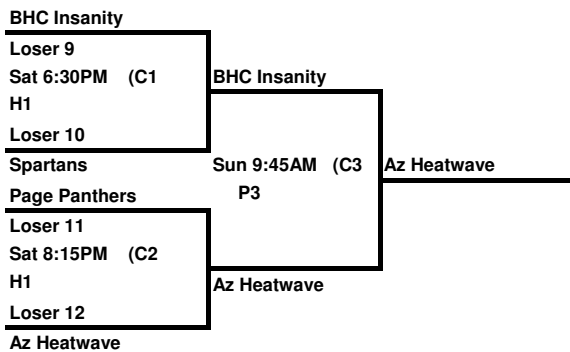 BHC Insanity
Loser 9
Sat 6:30PM (C1
H1
Loser 10
Spartans
Page Panthers
Loser 11
Sat 8:15PM (C2
H1
Loser 12
Az Heatwave
BHC Insanity
Sun 9:45AM (C3
P3
Az Heatwave
Az Heatwave